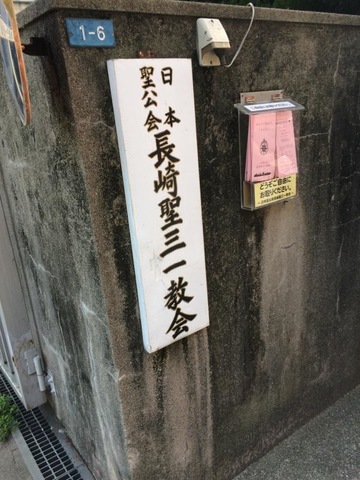 1-6
日本
聖公会
長崎聖三一教会
どうぞご自由に
お取りください。